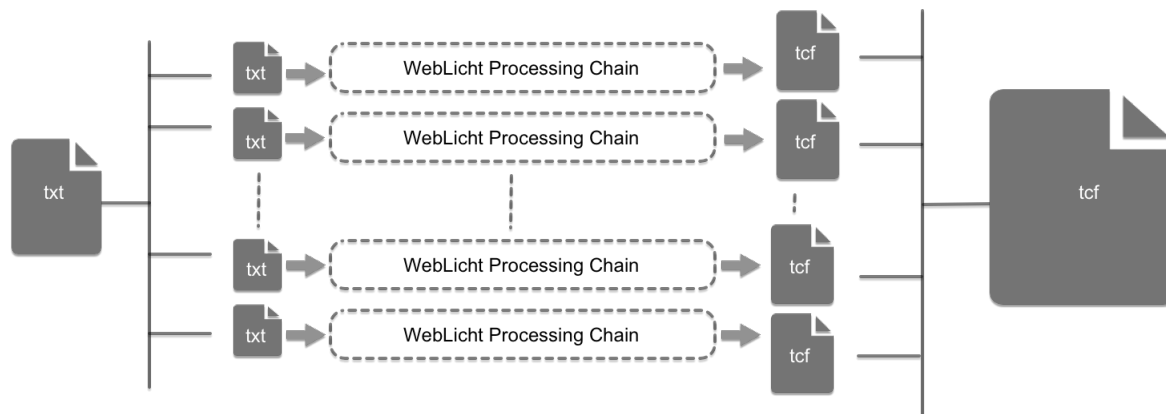 txt
txt
WebLicht Processing Chain
tcf
txt
WebLicht Processing Chain
tcf
txt
WebLicht Processing Chain
tcf
txt
WebLicht Processing Chain
tcf
tcf